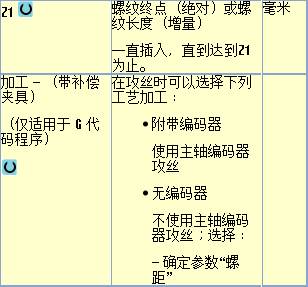 Z1
螺纹终点（绝对）或螺
纹长度（增量）
一直插入，直到达到Z1
为止。
毫米
加工 -（带补偿
夹具）
（仅适用于 G 代
码程序）
在攻丝时可以选择下列
工艺加工：
• 附带编码器
使用主轴编码器
攻丝
• 无编码器
不使用主轴编码
器攻丝；选择：
- 确定参数“螺
距”